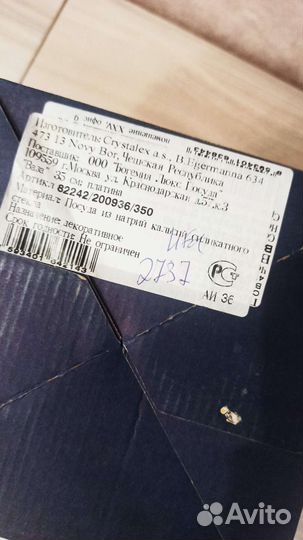 Изготовитель: Crystalex a.s., B.Egermanna 634
473 13 Novy Bor, Чешская Республика
Поставщик: ООО "Богемия Люкс Посуда"
109559 г.Москва ул. Краснодарская д.57,к.3
"Ваза" 35 см; платина
Артикул 62242/200936/350
Материал: Посуда из натрий кальций силикатного
стекла
Назначение: декоративное
Срок годности: Не ограничен
2737
РСТ
АИ 36
Avito